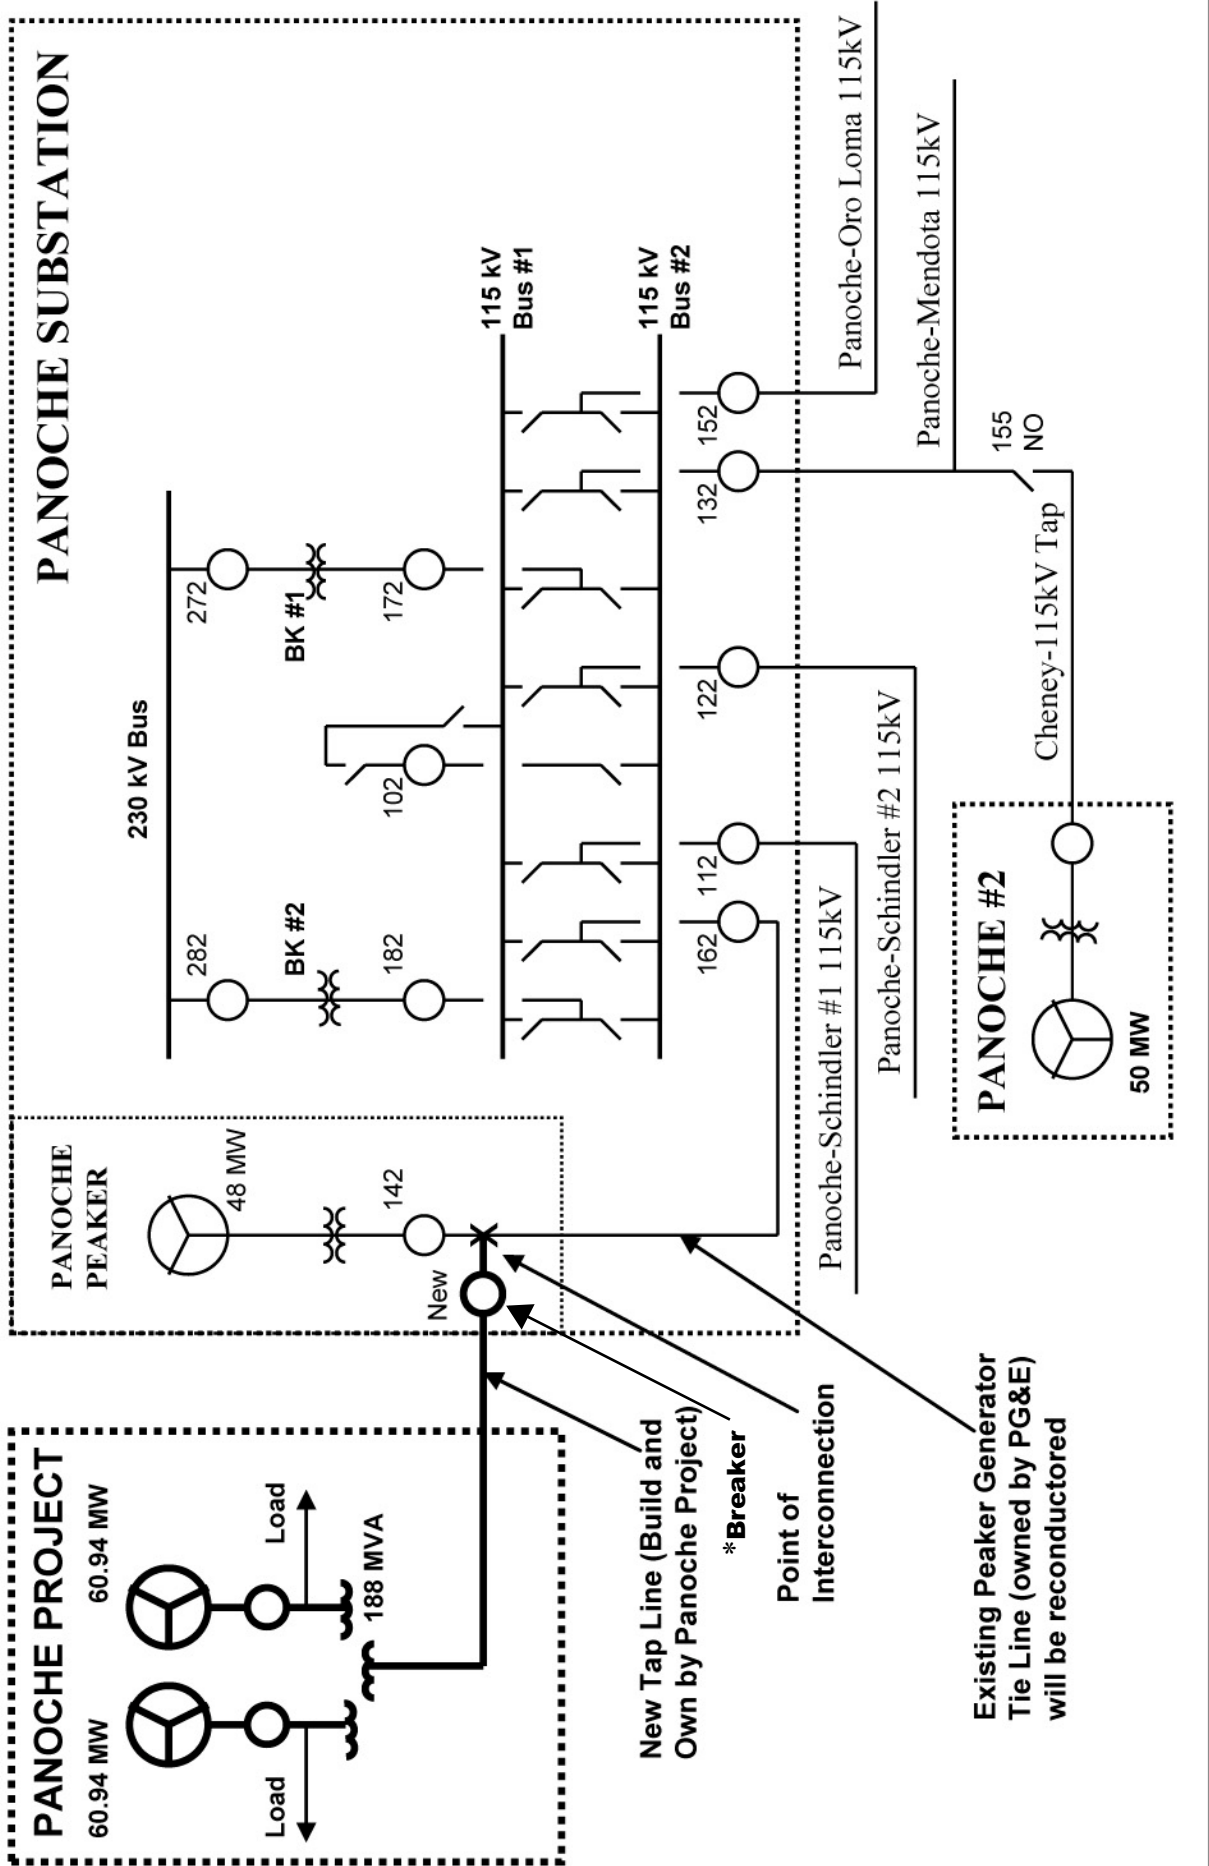 PANOCHE PROJECT
60.94 MW
60.94 MW
Load
Load
188 MVA
PANOCHE
PEAKER
48 MW
142
New
PANOCHE SUBSTATION
230 kV Bus
282
BK #2
182
102
272
BK #1
172
115 kV
Bus #1
115 kV
Bus #2
162
112
122
132
152
New Tap Line (Build and
Own by Panoche Project)
*Breaker
Point of
Interconnection
Existing Peaker Generator
Tie Line (owned by PG&E)
will be reconductored
Panoche-Schindler #1 115kV
Panoche-Schindler #2 115kV
Panoche-Oro Loma 115kV
Panoche-Mendota 115kV
155
NO
Cheney-115kV Tap
PANOCHE #2
50 MW